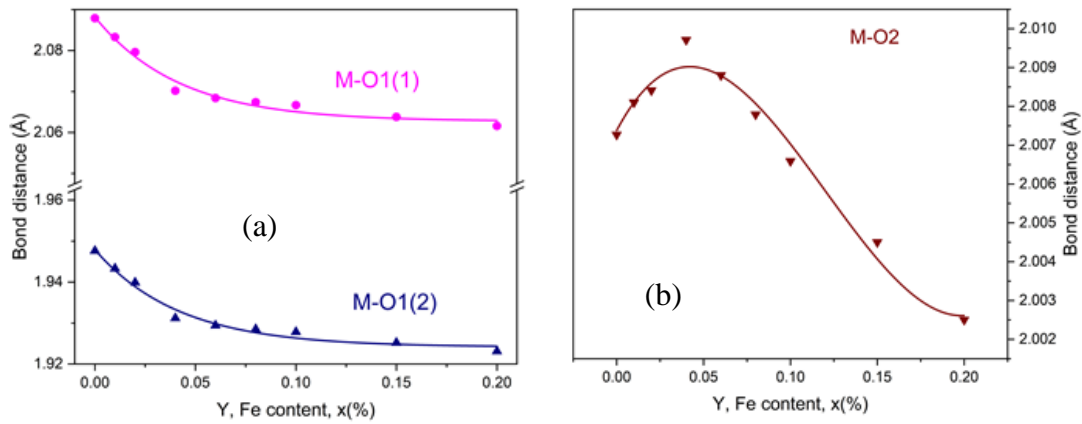 2.08
2.06
1.96
1.94
1.92
Bond distance (Å)
M-O1(1)
(a)
M-O1(2)
0.00 0.05 0.10 0.15 0.20
Y, Fe content, x(%)
M-O2
(b)
2.010
2.009
2.008
2.007
2.006
2.005
2.004
2.003
2.002
Bond distance (Å)
0.00 0.05 0.10 0.15 0.20
Y, Fe content, x(%)